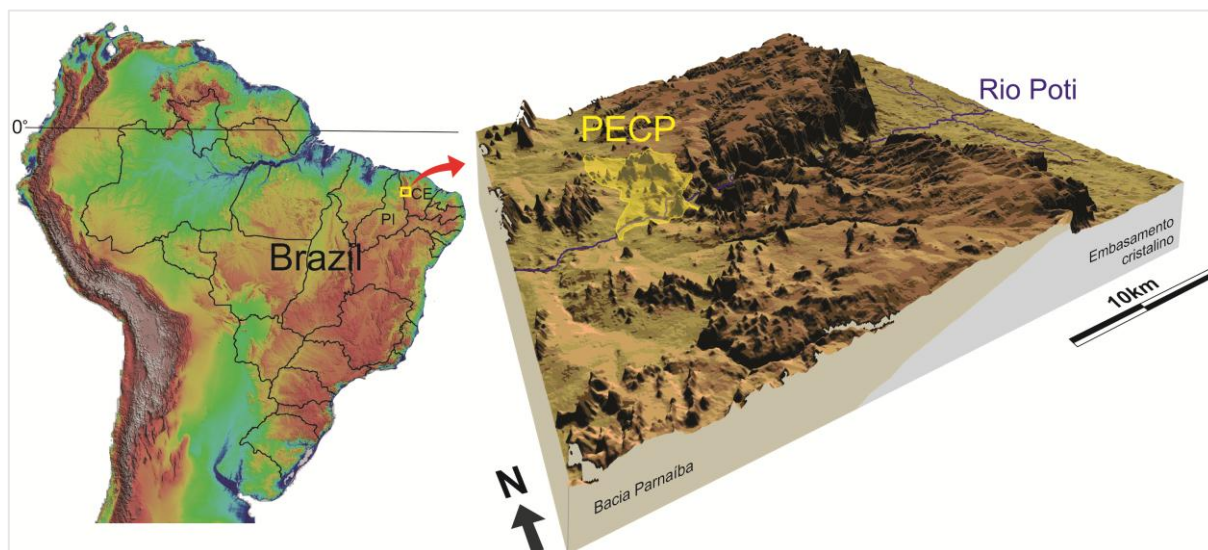 0°
CE
PI
Brazil
PECP
Rio Poti
Embasamento
cristalino
10km
Bacia Parnaíba
N